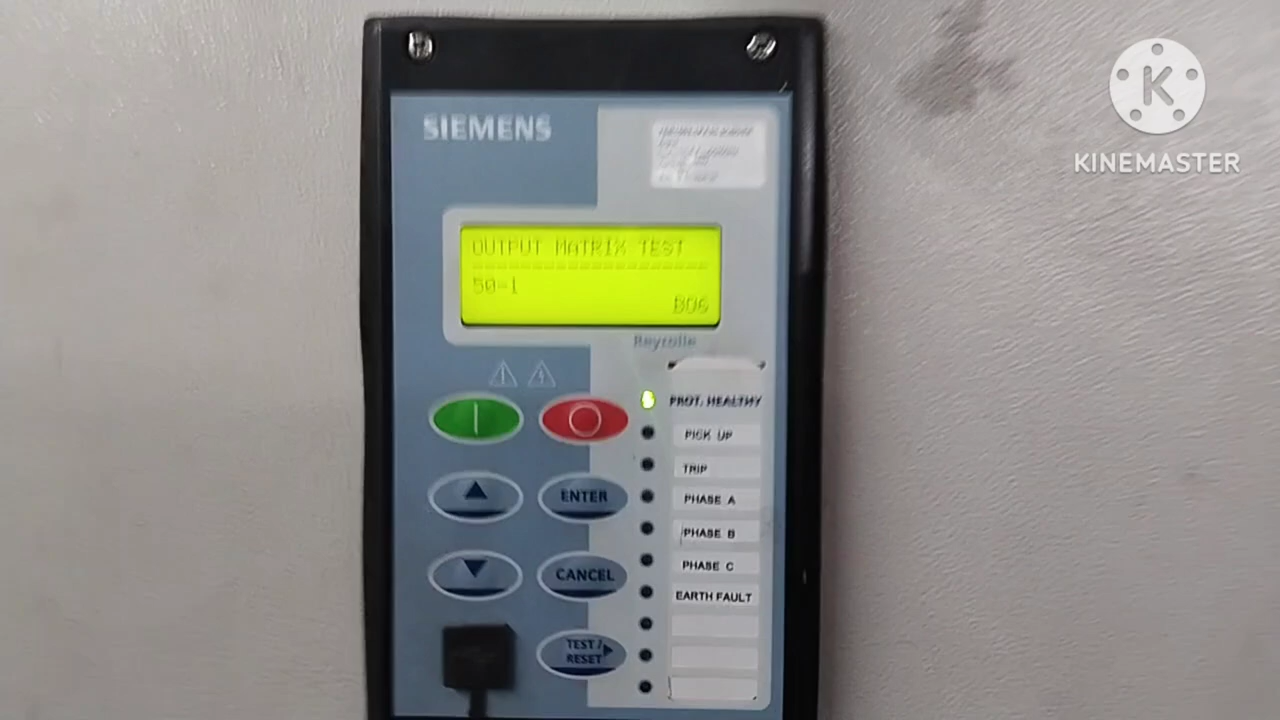 SIEMENS
OUTPUT MATRIX TEST
50-1
BO6
Reyrolle
PROT. HEALTHY
PICK UP
TRIP
PHASE A
PHASE B
PHASE C
EARTH FAULT
ENTER
CANCEL
TEST/
RESET
KINEMASTER